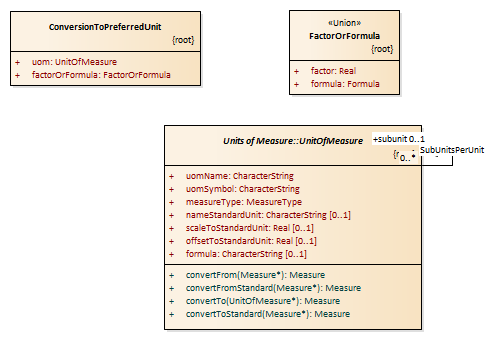 ConversionToPreferredUnit
{root}
+ uom: UnitOfMeasure
+ factorOrFormula: FactorOrFormula
«Union»
FactorOrFormula
{root}
+ factor: Real
+ formula: Formula
Units of Measure::UnitOfMeasure
+subunit 0..1
SubUnitsPerUnit
0..*
+ uomName: CharacterString
+ uomSymbol: CharacterString
+ measureType: MeasureType
+ nameStandardUnit: CharacterString [0..1]
+ scaleToStandardUnit: Real [0..1]
+ offsetToStandardUnit: Real [0..1]
+ formula: CharacterString [0..1]
+ convertFrom(Measure*): Measure
+ convertFromStandard(Measure*): Measure
+ convertTo(UnitOfMeasure*): Measure
+ convertToStandard(Measure*): Measure